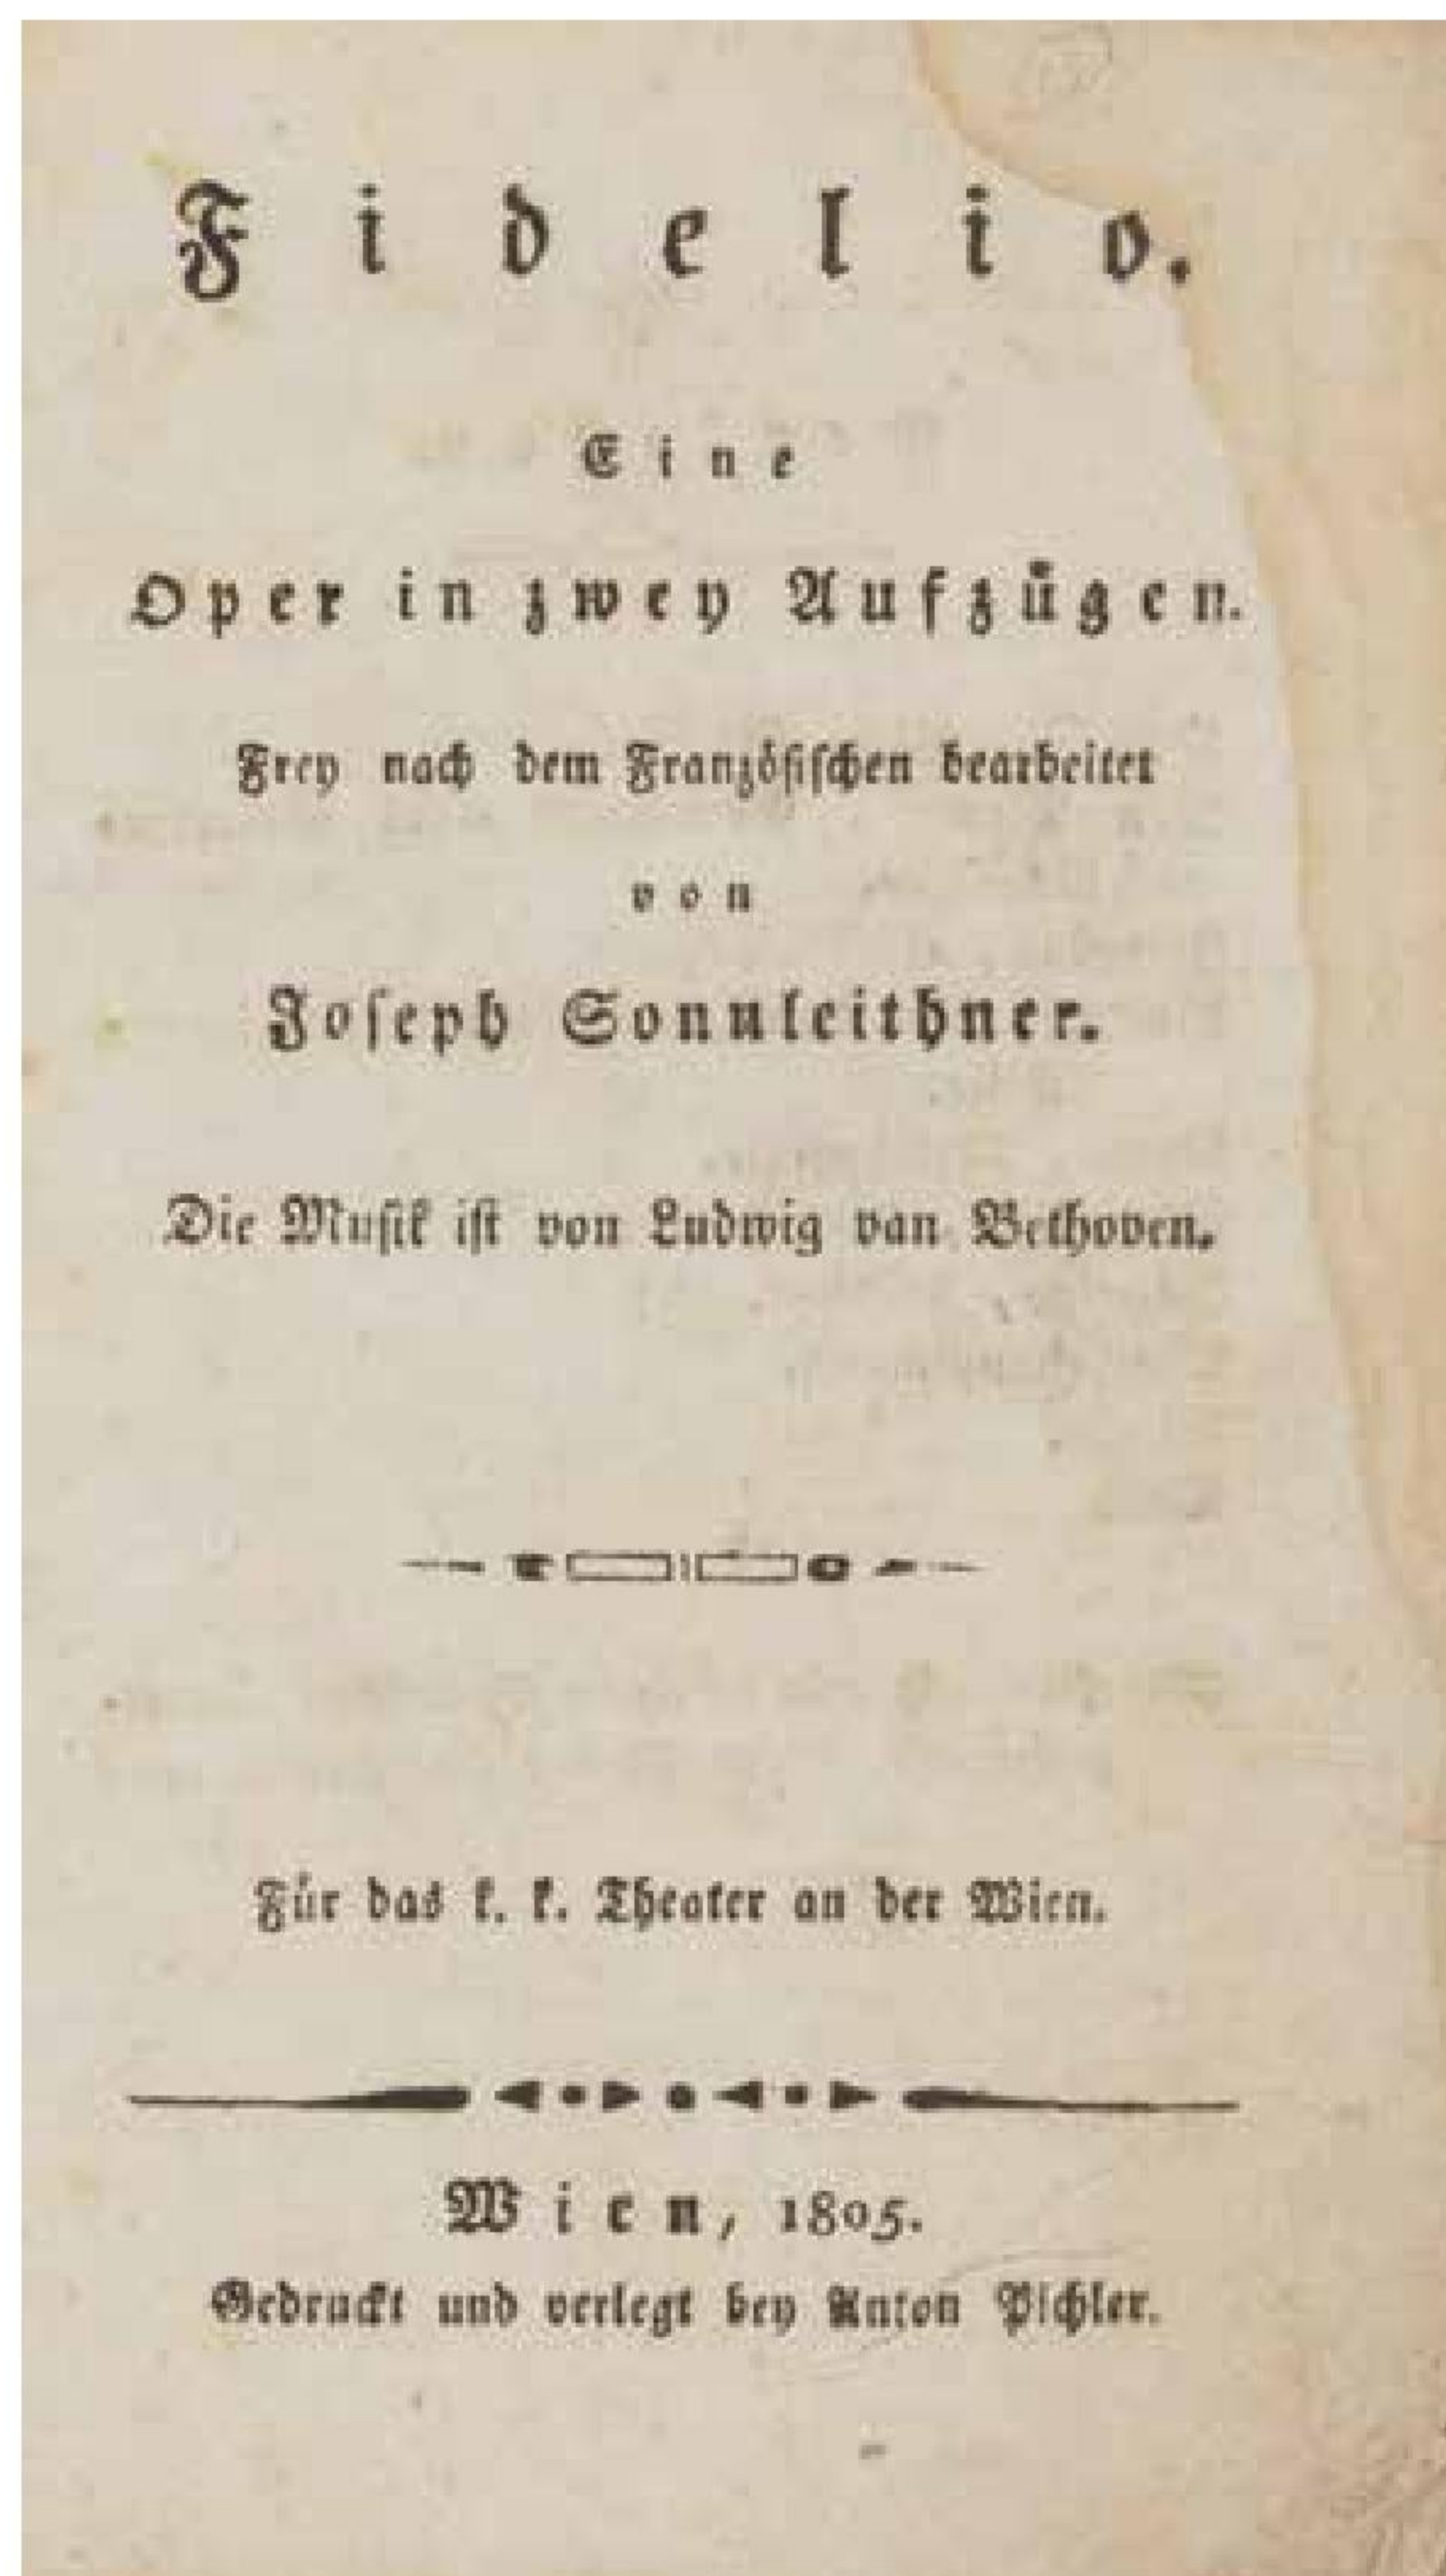 Fidelio.
Eine
Oper in zwey Aufzügen.
Frey nach dem Französischen bearbeitet
von
Joseph Sonnleithner.
Die Musik ist von Ludwig van Bethoven.
Für das k. k. Theater an der Wien.
Wien, 1805.
Gedruckt und verlegt bey Anton Pichler.